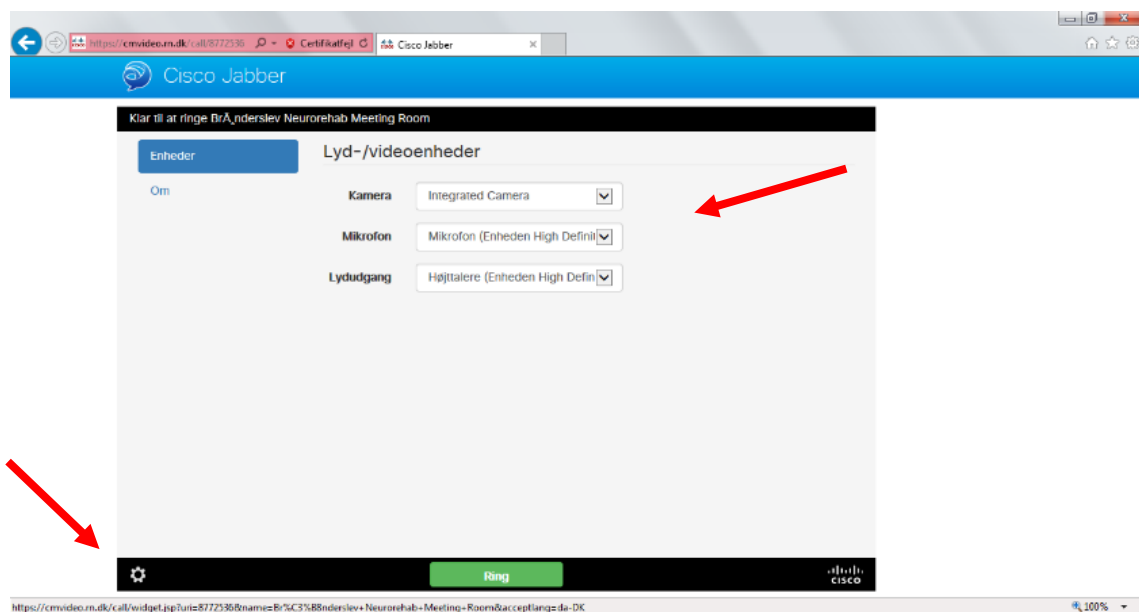 https://cmvideo.rn.dk/call/8772536 Certifikatfejl Cisco Jabber
Cisco Jabber
Klar til at ringe BrÃ¸nderslev Neurorehab Meeting Room
Enheder
Lyd-/videoenheder
Om
Kamera Integrated Camera
Mikrofon Mikrofon (Enheden High Definit
Lydudgang Højttalere (Enheden High Defin
Ring
cisco
https://cmvideo.rn.dk/call/widget.jsp?uri=8772536&name=Br%C3%B8nderslev+Neurorehab+Meeting+Room&acceptlang=da-DK
100%